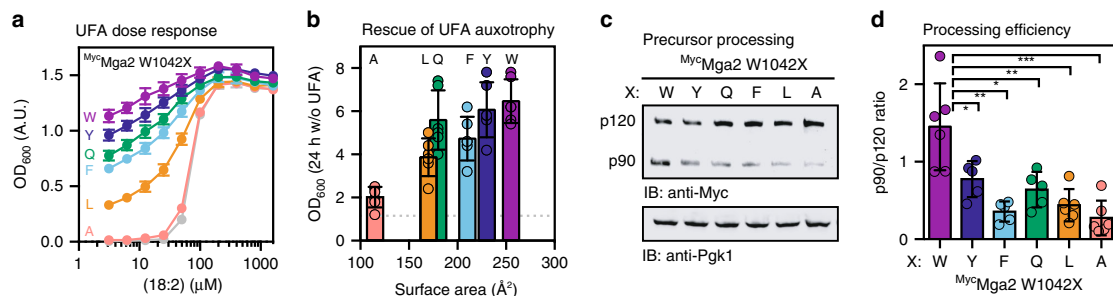 a
UFA dose response
MycMga2 W1042X
OD600 (A.U.)
1.5
1.0
0.5
0.0
W
Y
Q
F
L
A
1 10 100 1000
(18:2) (μM)
b
Rescue of UFA auxotrophy
OD600 (24 h w/o UFA)
8
6
4
2
0
A L Q F Y W
100 150 200 250 300
Surface area (Å2)
c
Precursor processing
MycMga2 W1042X
X: W Y Q F L A
p120
p90
IB: anti-Myc
IB: anti-Pgk1
d
Processing efficiency
p90/p120 ratio
2
1
0
***
**
*
**
*
X: W Y F Q L A
MycMga2 W1042X